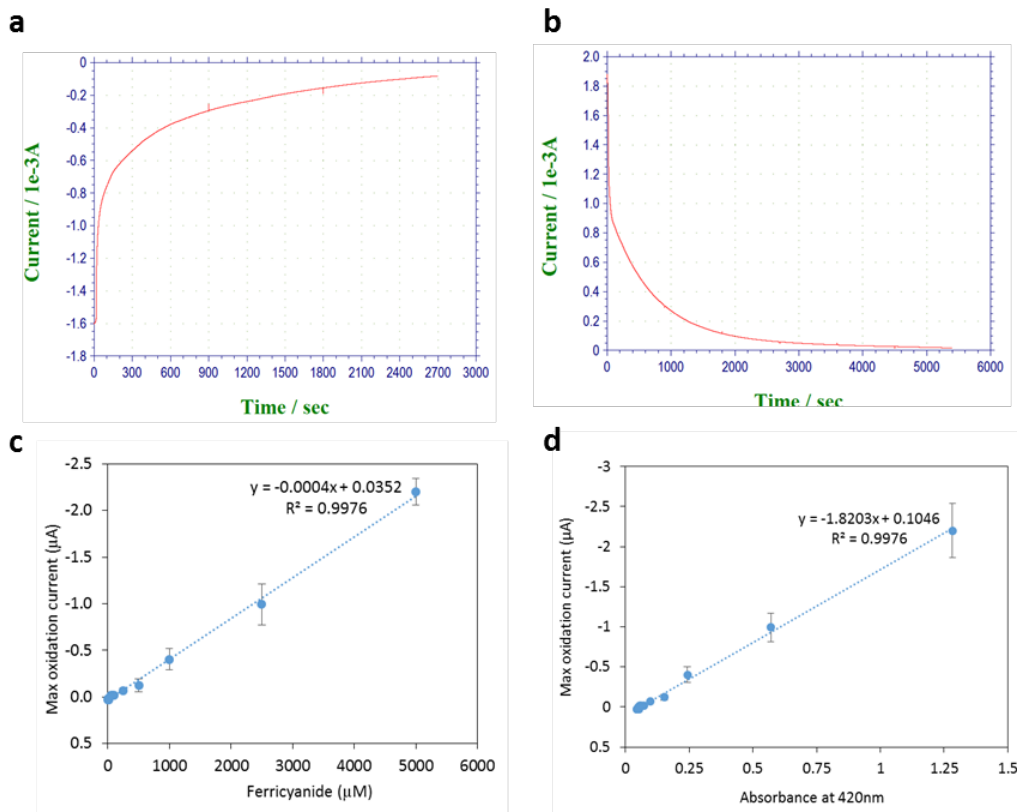 a
0
-0.2
-0.4
-0.6
-0.8
-1.0
-1.2
-1.4
-1.6
-1.8
Current / 1e-3A
0 300 600 900 1200 1500 1800 2100 2400 2700 3000
Time / sec
b
2.0
1.8
1.6
1.4
1.2
1.0
0.8
0.6
0.4
0.2
0
Current / 1e-3A
0 1000 2000 3000 4000 5000 6000
Time / sec
c
-2.5
-2.0
-1.5
-1.0
-0.5
0.0
0.5
Max oxidation current (µA)
y = -0.0004x + 0.0352
R² = 0.9976
0 1000 2000 3000 4000 5000 6000
Ferricyanide (µM)
d
-3
-2.5
-2
-1.5
-1
-0.5
0
0.5
Max oxidation current (µA)
y = -1.8203x + 0.1046
R² = 0.9976
0 0.25 0.5 0.75 1 1.25 1.5
Absorbance at 420nm